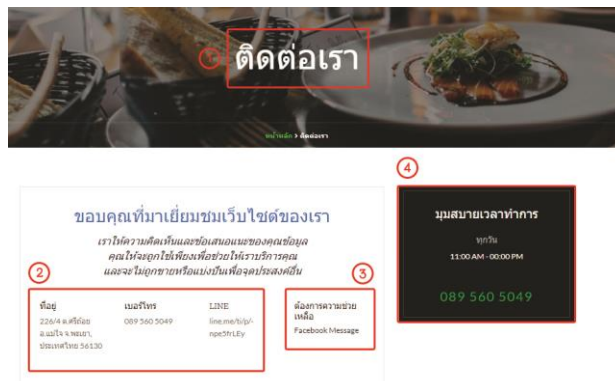 1
ติดต่อเรา
หน้าหลัก > ติดต่อเรา
4
ขอบคุณที่มาเยี่ยมชมเว็บไซต์ของเรา
เราให้ความคิดเห็นและข้อเสนอแนะของคุณข้อมูล
คุณให้จะถูกใช้เพียงเพื่อช่วยให้เราบริการคุณ
และจะไม่ถูกขายหรือแบ่งปันเพื่อจุดประสงค์อื่น
2
3
ที่อยู่
226/4 ต.ศรีถ้อย
อ.แม่ใจ จ.พะเยา,
ประเทศไทย 56130
เบอร์โทร
089 560 5049
LINE
line.me/ti/p/-
npe5frLEy
ต้องการความช่วย
เหลือ
Facebook Message
มุมสบายเวลาทำการ
ทุกวัน
11:00 AM - 00:00 PM
089 560 5049